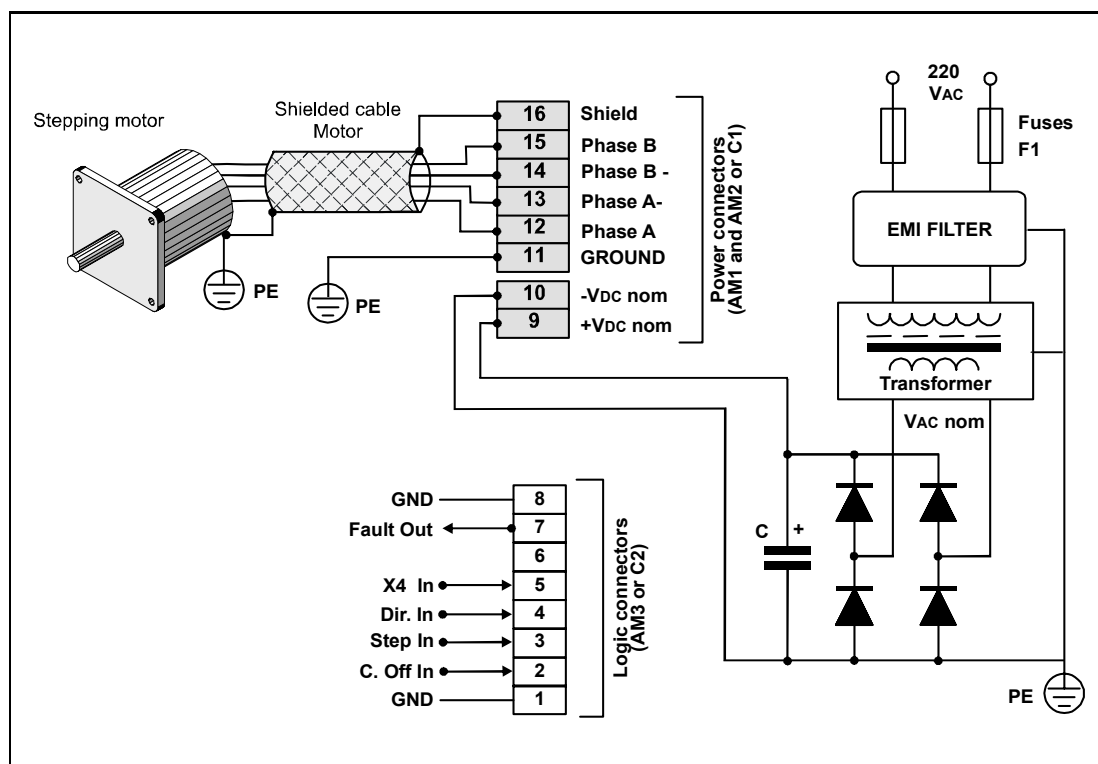 Stepping motor
Shielded cable
Motor
PE
PE
16 Shield
15 Phase B
14 Phase B -
13 Phase A-
12 Phase A
11 GROUND
10 -VDC nom
9 +VDC nom
Power connectors
(AM1 and AM2 or C1)
220
VAC
Fuses
F1
EMI FILTER
Transformer
VAC nom
C +
PE
GND 8
Fault Out 7
6
X4 In 5
Dir. In 4
Step In 3
C. Off In 2
GND 1
Logic connectors
(AM3 or C2)